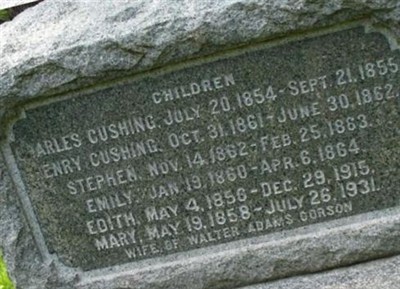 CHILDREN
ARLES CUSHING, JULY 20.1854-SEPT 21.1855
ENRY CUSHING, OCT 31.1861-JUNE 30.1862
STEPHEN, NOV. 14.1862-FEB. 25.1863.
EMILY, JAN 19.1860-APR. 6.1864.
EDITH, MAY 4.1856-DEC. 29.1915.
MARY, MAY 19.1858-JULY 26.1931.
WIFE OF WALTER ADAMS GORSON